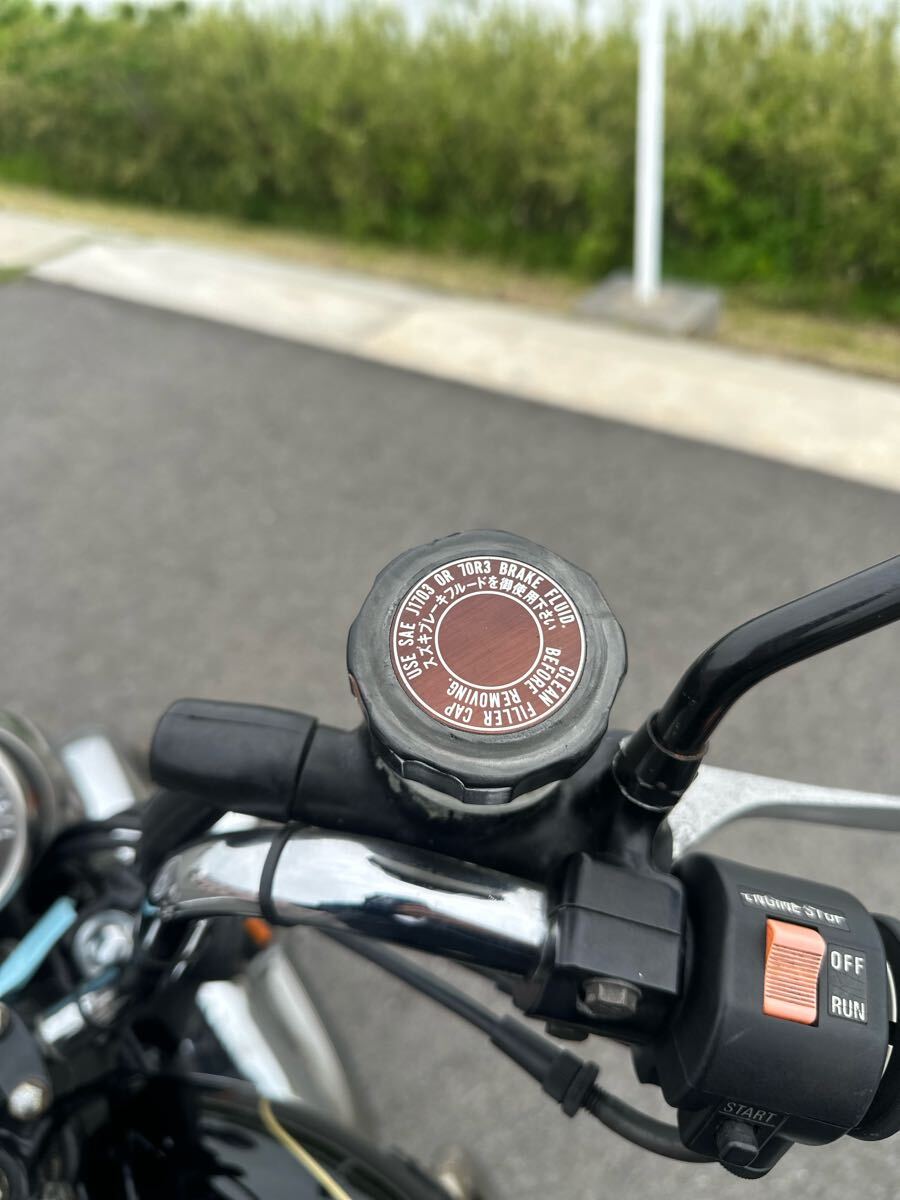 USE SAE J1703 OR 70R3 BRAKE FLUID.
スズキブレーキフルードを御使用下さい
CLEAN FILLER CAP
BEFORE REMOVING.
ENGINE STOP
OFF
RUN
START